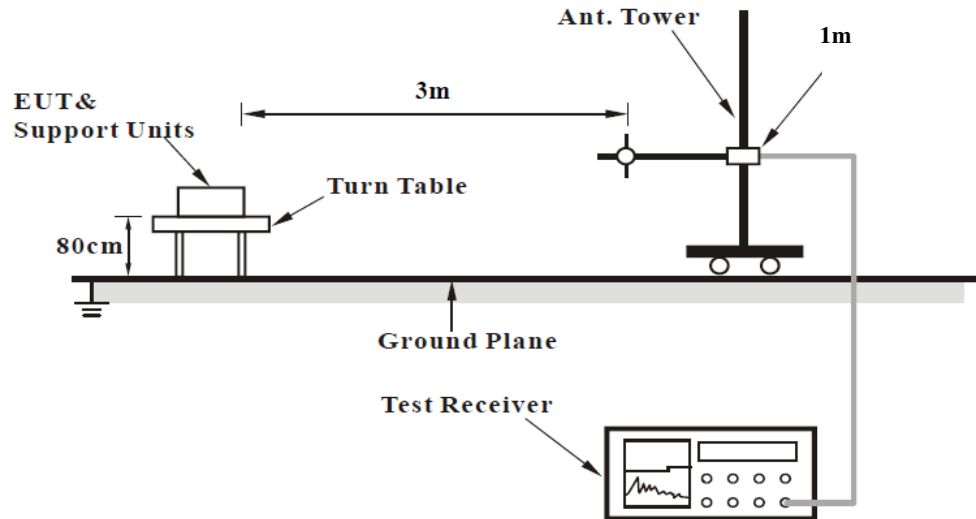 Ant. Tower
1m
3m
EUT&
Support Units
Turn Table
80cm
Ground Plane
Test Receiver